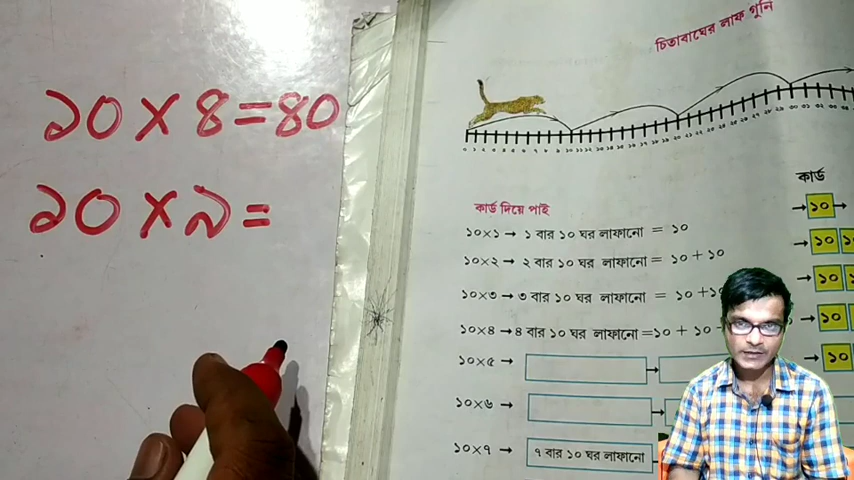 ১০×৪=৪০
১০×৯=
চিতাবাঘের লাফ গুনি
কার্ড দিয়ে পাই
কার্ড
১০×১→ ১ বার ১০ ঘর লাফানো = ১০
১০
১০×২→ ২ বার ১০ ঘর লাফানো = ১০ + ১০
১০
১০×৩→ ৩ বার ১০ ঘর লাফানো = ১০ +১০
১০
১০×৪→৪ বার ১০ ঘর লাফানো =১০ + ১০
১০
১০×৫→
১০
১০×৬→
১০×৭→ ৭ বার ১০ ঘর লাফানো